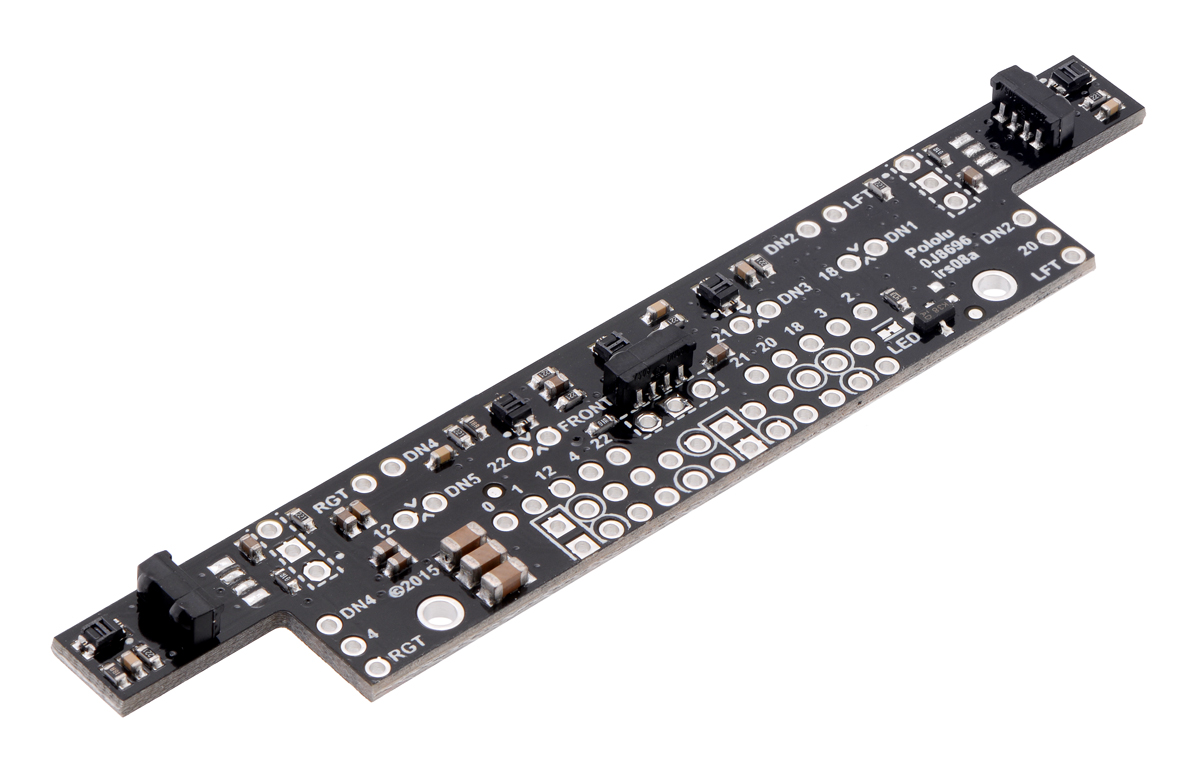 LFT
DN2
DN1
18
Pololu
0J8696
irs08a
DN2
20
LFT
DN3
21
2
3
18
20
21
LED
FRONT
22
22
4
12
1
0
DN4
RGT
DN5
12
©2015
DN4
4
RGT